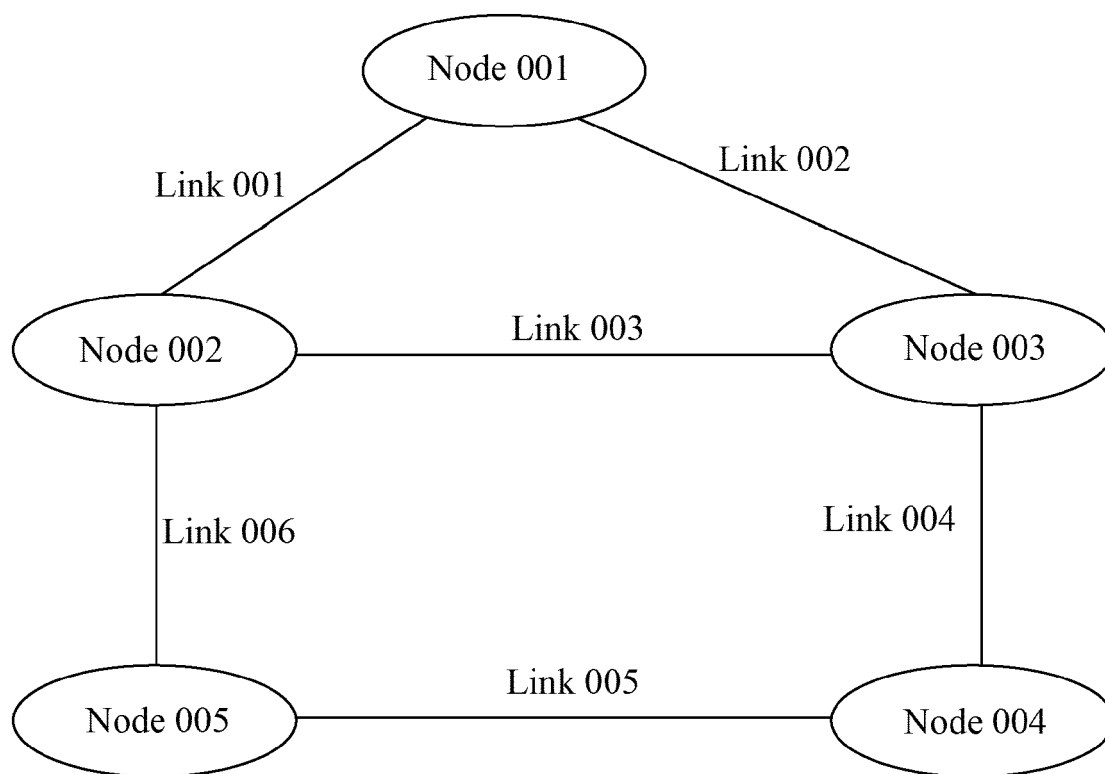 Node 001
Link 002
Link 001
Link 003
Node 002
Node 003
Link 004
Link 006
Link 005
Node 005
Node 004